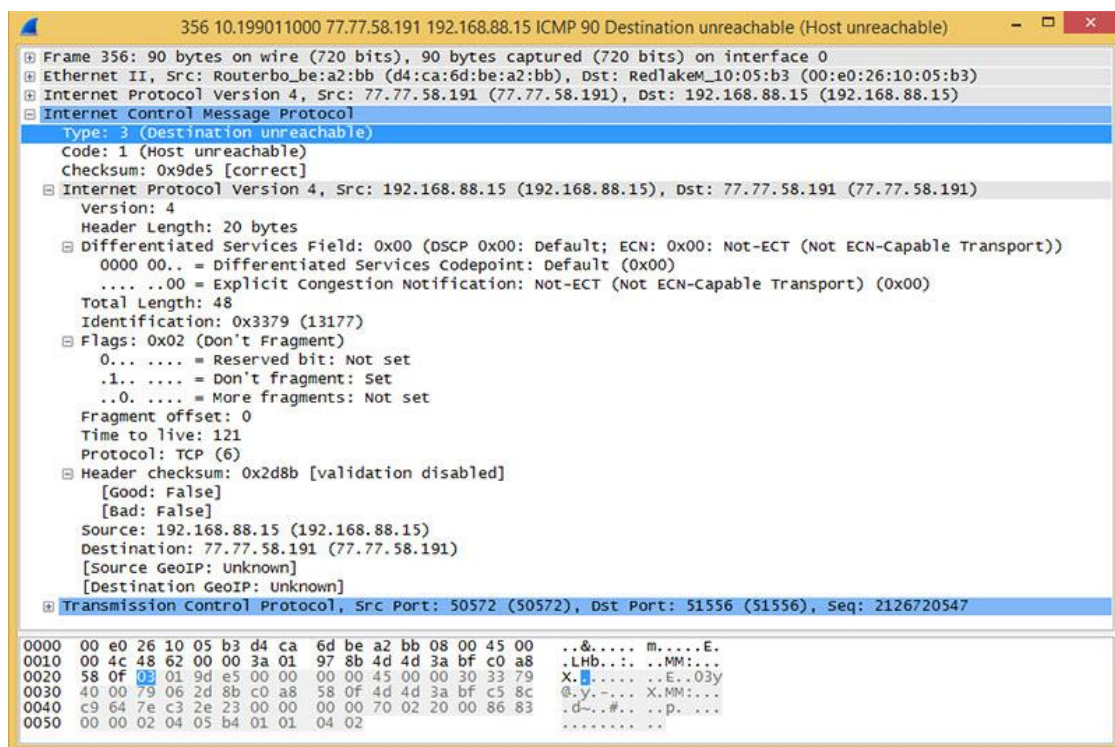 356 10.199011000 77.77.58.191 192.168.88.15 ICMP 90 Destination unreachable (Host unreachable)
Frame 356: 90 bytes on wire (720 bits), 90 bytes captured (720 bits) on interface 0
Ethernet II, Src: Routerbo_be:a2:bb (d4:ca:6d:be:a2:bb), Dst: RedlakeM_10:05:b3 (00:e0:26:10:05:b3)
Internet Protocol Version 4, Src: 77.77.58.191 (77.77.58.191), Dst: 192.168.88.15 (192.168.88.15)
Internet Control Message Protocol
Type: 3 (Destination unreachable)
Code: 1 (Host unreachable)
Checksum: 0x9de5 [correct]
Internet Protocol Version 4, Src: 192.168.88.15 (192.168.88.15), Dst: 77.77.58.191 (77.77.58.191)
Version: 4
Header Length: 20 bytes
Differentiated Services Field: 0x00 (DSCP 0x00: Default; ECN: 0x00: Not-ECT (Not ECN-Capable Transport))
0000 00.. = Differentiated Services Codepoint: Default (0x00)
.... ..00 = Explicit Congestion Notification: Not-ECT (Not ECN-Capable Transport) (0x00)
Total Length: 48
Identification: 0x3379 (13177)
Flags: 0x02 (Don't Fragment)
0... .... = Reserved bit: Not set
.1.. .... = Don't fragment: Set
..0. .... = More fragments: Not set
Fragment offset: 0
Time to live: 121
Protocol: TCP (6)
Header checksum: 0x2d8b [validation disabled]
[Good: False]
[Bad: False]
Source: 192.168.88.15 (192.168.88.15)
Destination: 77.77.58.191 (77.77.58.191)
[Source GeoIP: Unknown]
[Destination GeoIP: Unknown]
Transmission Control Protocol, Src Port: 50572 (50572), Dst Port: 51556 (51556), Seq: 2126720547
0000 00 e0 26 10 05 b3 d4 ca 6d be a2 bb 08 00 45 00 ..&..... m.....E.
0010 00 4c 48 62 00 00 3a 01 97 8b 4d 4d 3a bf c0 a8 .LHb..:. ..MM:...
0020 58 0f 03 01 9d e5 00 00 00 00 45 00 00 30 33 79 X....... ..E..03y
0030 40 00 79 06 2d 8b c0 a8 58 0f 4d 4d 3a bf c5 8c @.y.-... X.MM:...
0040 c9 64 7e c3 2e 23 00 00 00 00 70 02 20 00 86 83 .d~..#.. ..p. ...
0050 00 00 02 04 05 b4 01 01 04 02 ........ ..